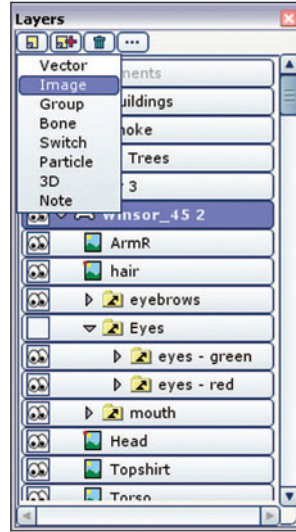 Layers
Vector
Image
Group
Bone
Switch
Particle
3D
Note
Trees
3
Winsor_45 2
ArmR
hair
eyebrows
Eyes
eyes - green
eyes - red
mouth
Head
Topshirt
Torso